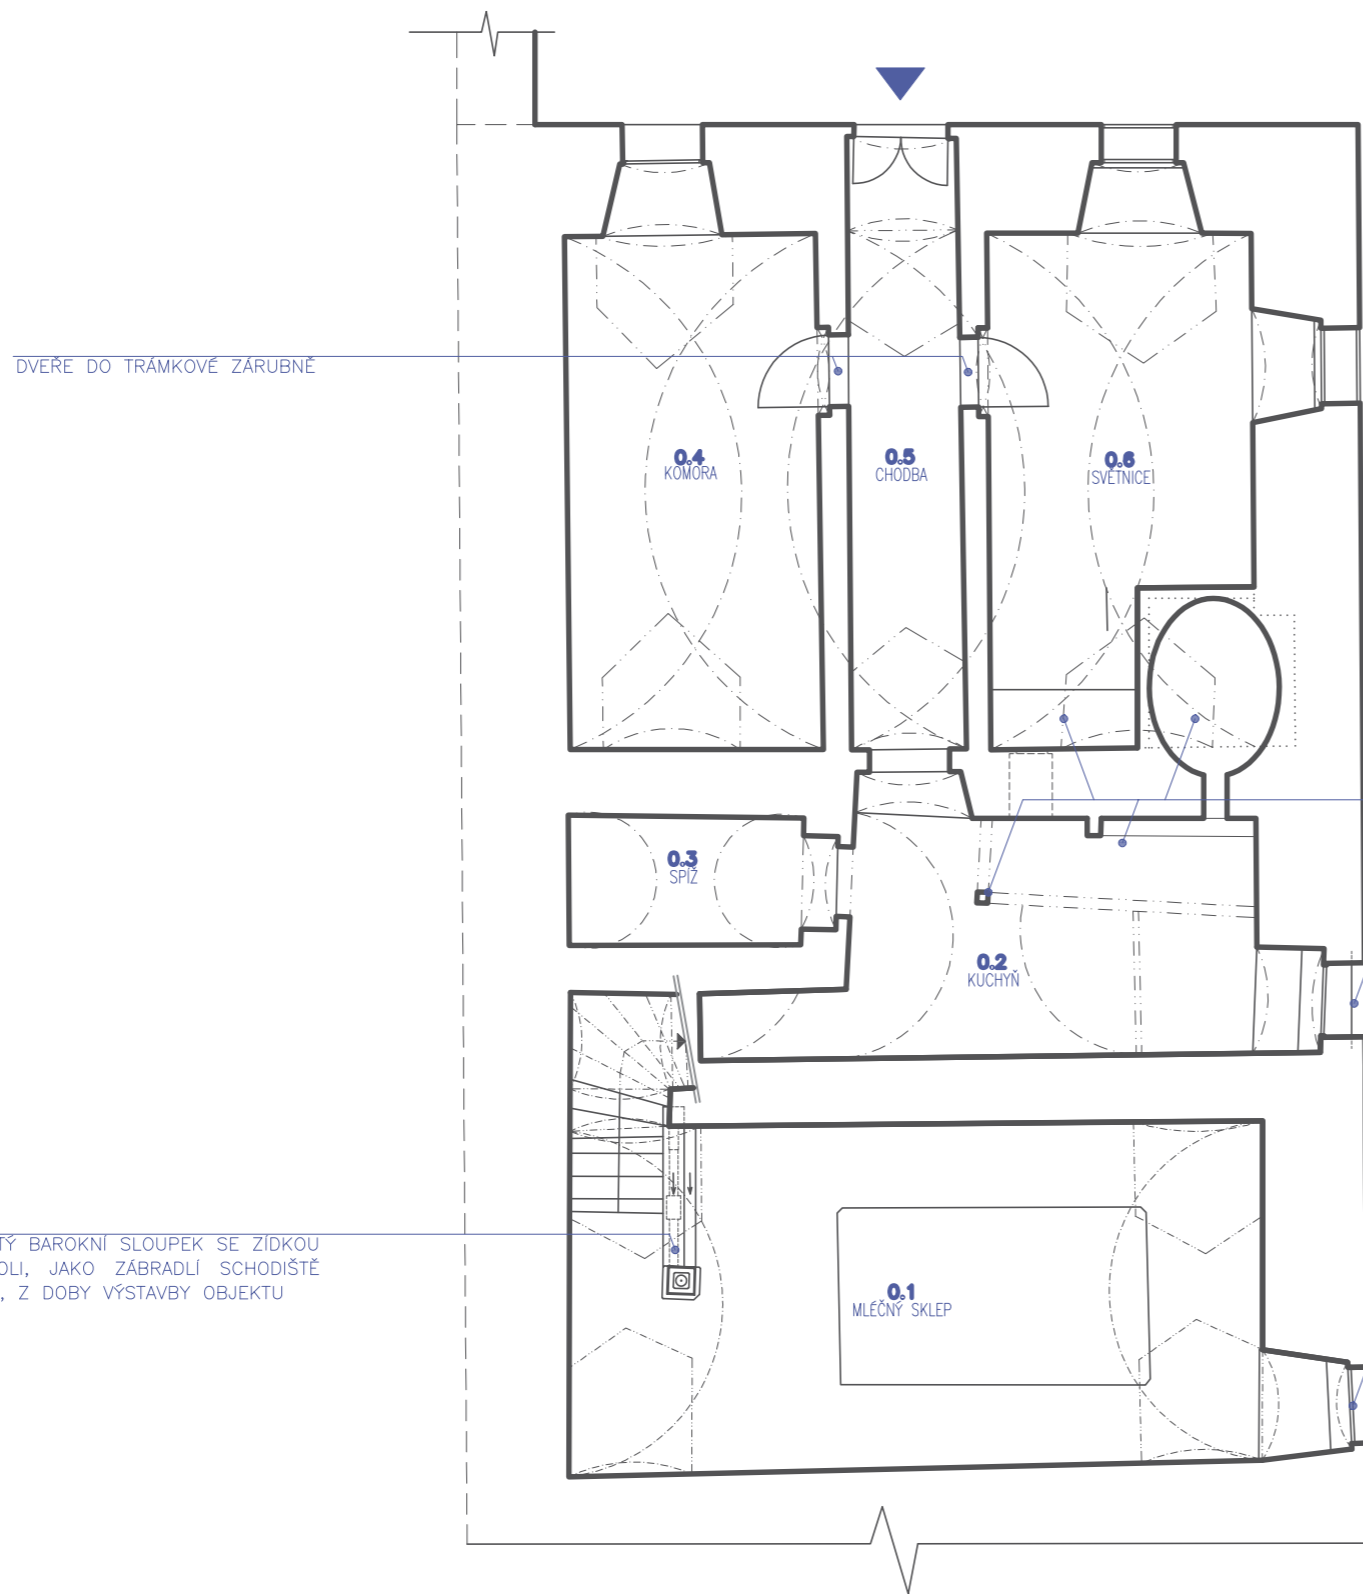 DVEŘE DO TRÁMKOVÉ ZÁRUBNĚ
0.4
KOMORA
0.5
CHODBA
0.6
SVĚTNICE
0.3
SPÍŽ
0.2
KUCHYŇ
BAROKNÍ SLOUPEK SE ZÍDKOU
JAKO ZÁBRADLÍ SCHODIŠTĚ
, Z DOBY VÝSTAVBY OBJEKTU
0.1
MLÉČNÝ SKLEP